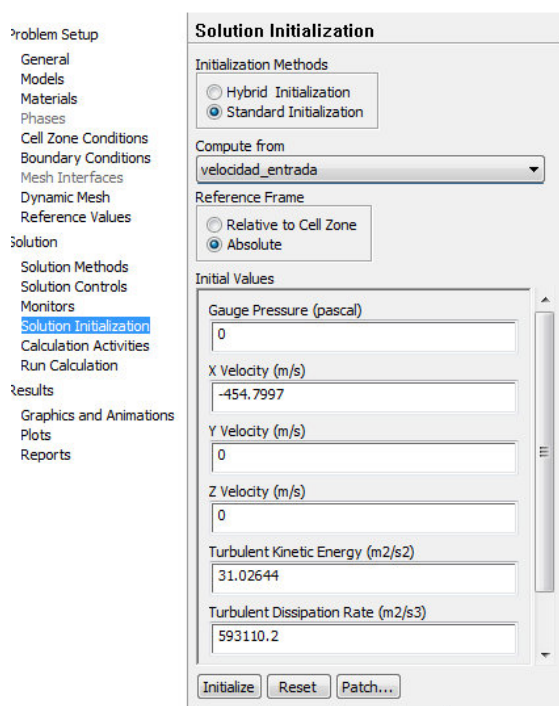 Problem Setup
General
Models
Materials
Phases
Cell Zone Conditions
Boundary Conditions
Mesh Interfaces
Dynamic Mesh
Reference Values
Solution
Solution Methods
Solution Controls
Monitors
Solution Initialization
Calculation Activities
Run Calculation
Results
Graphics and Animations
Plots
Reports
Solution Initialization
Initialization Methods
Hybrid Initialization
Standard Initialization
Compute from
velocidad_entrada
Reference Frame
Relative to Cell Zone
Absolute
Initial Values
Gauge Pressure (pascal)
0
X Velocity (m/s)
-454.7997
Y Velocity (m/s)
0
Z Velocity (m/s)
0
Turbulent Kinetic Energy (m2/s2)
31.02644
Turbulent Dissipation Rate (m2/s3)
593110.2
Initialize Reset Patch...